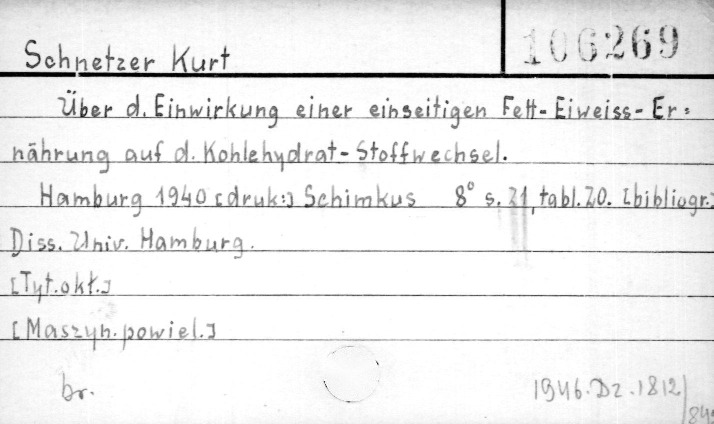 106269
Schnetzer Kurt
Über d. Einwirkung einer einseitigen Fett-Eiweiss-Er=
nährung auf d. Kohlehydrat-Stoffwechsel.
Hamburg 1940 [druk:] Schimkus 8° s. 21, tabl. 20. [bibliogr.]
Diss. Univ. Hamburg.
[Tyt. okł.]
[Maszyn. powiel.]
br.
1946. Dz. 1812/